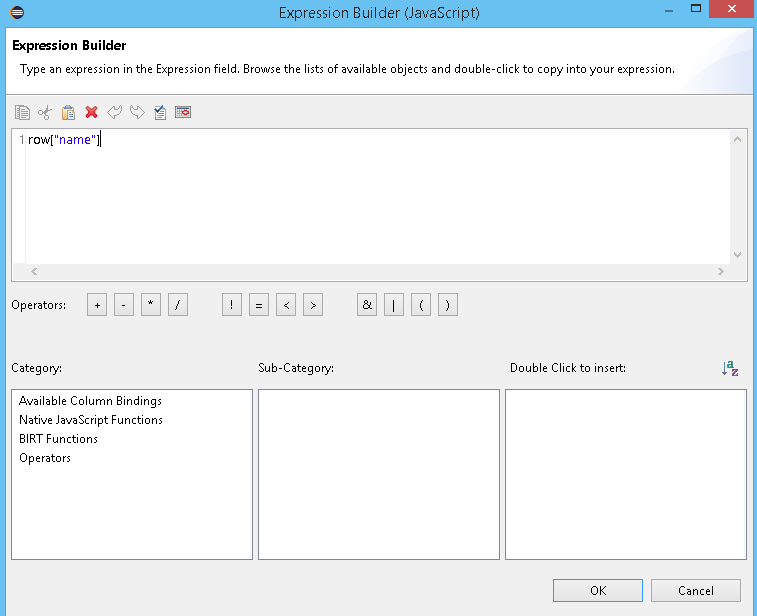 Expression Builder (JavaScript)
Expression Builder
Type an expression in the Expression field. Browse the lists of available objects and double-click to copy into your expression.
1 row["name"]
Operators: + - * / ! = < > & | ( )
Category: Sub-Category: Double Click to insert:
Available Column Bindings
Native JavaScript Functions
BIRT Functions
Operators
OK Cancel